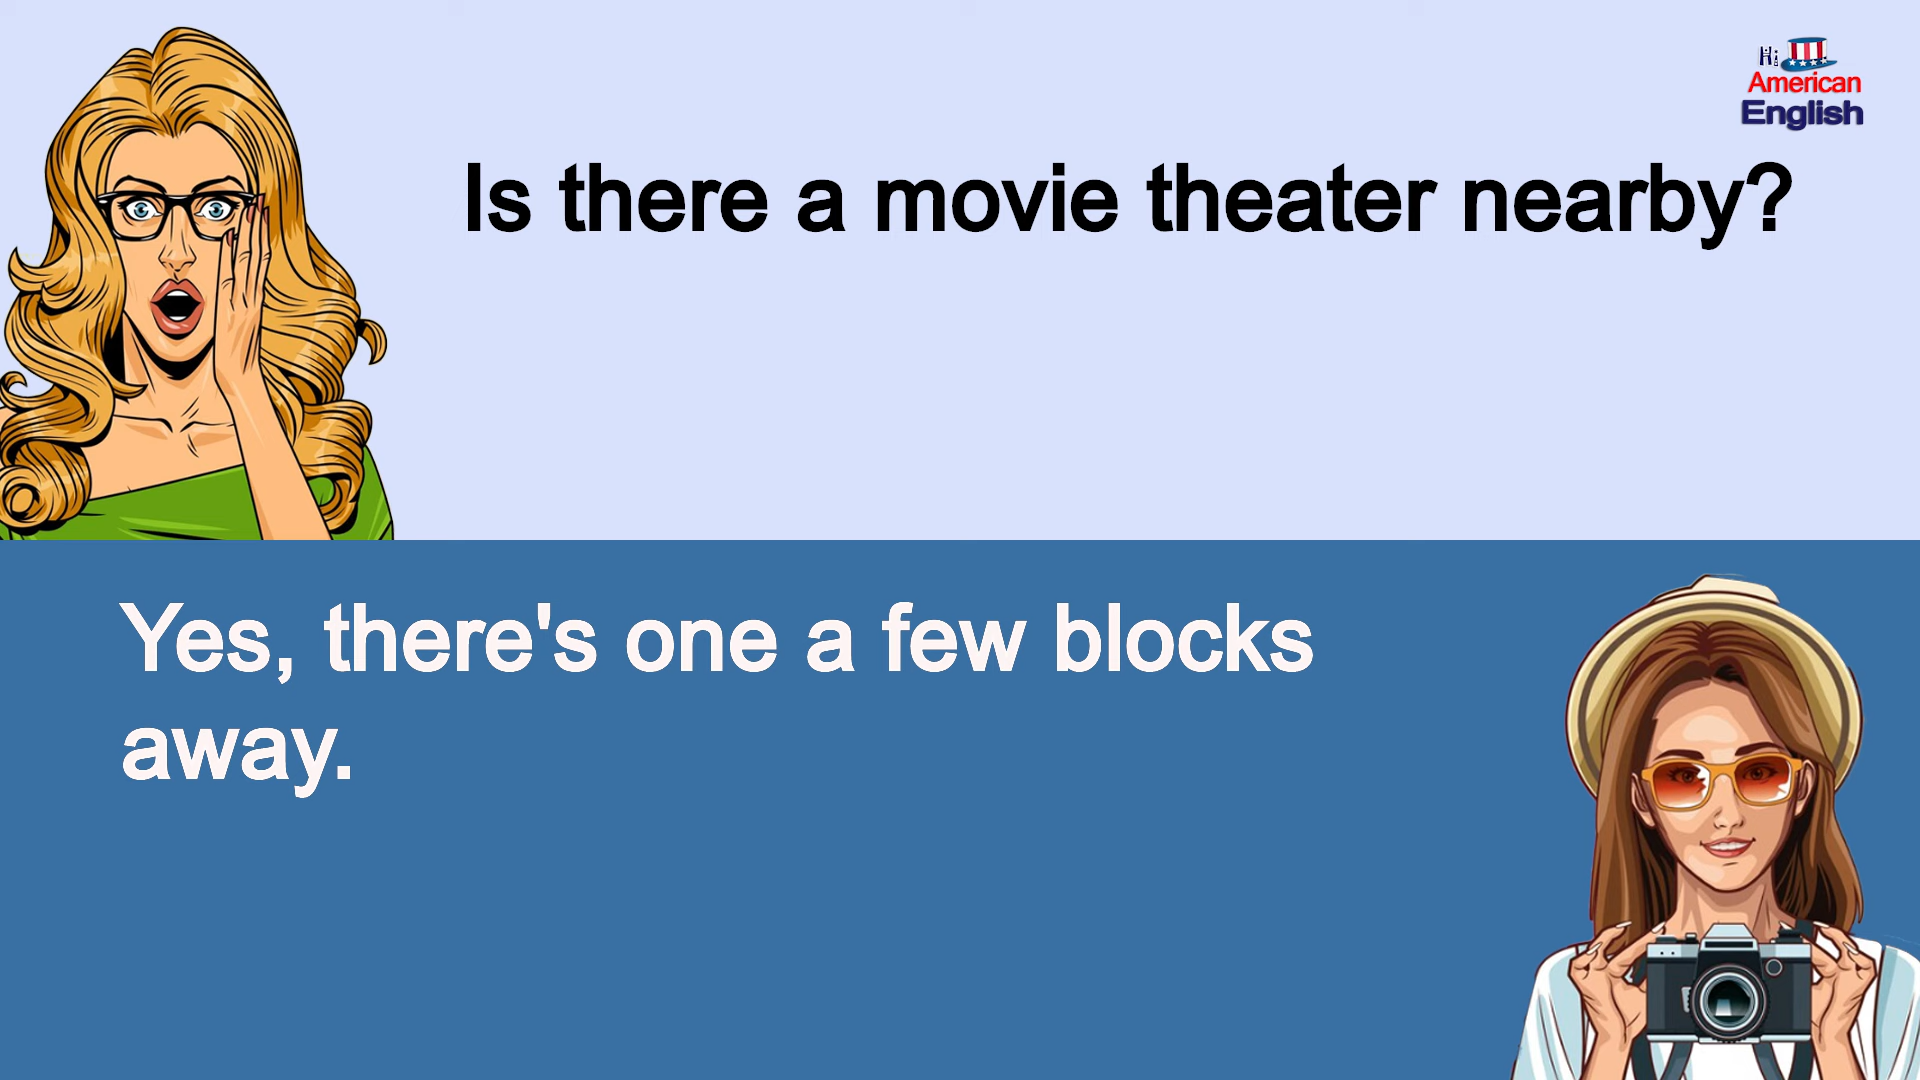 Hi
American
English
Is there a movie theater nearby?
Yes, there's one a few blocks
away.